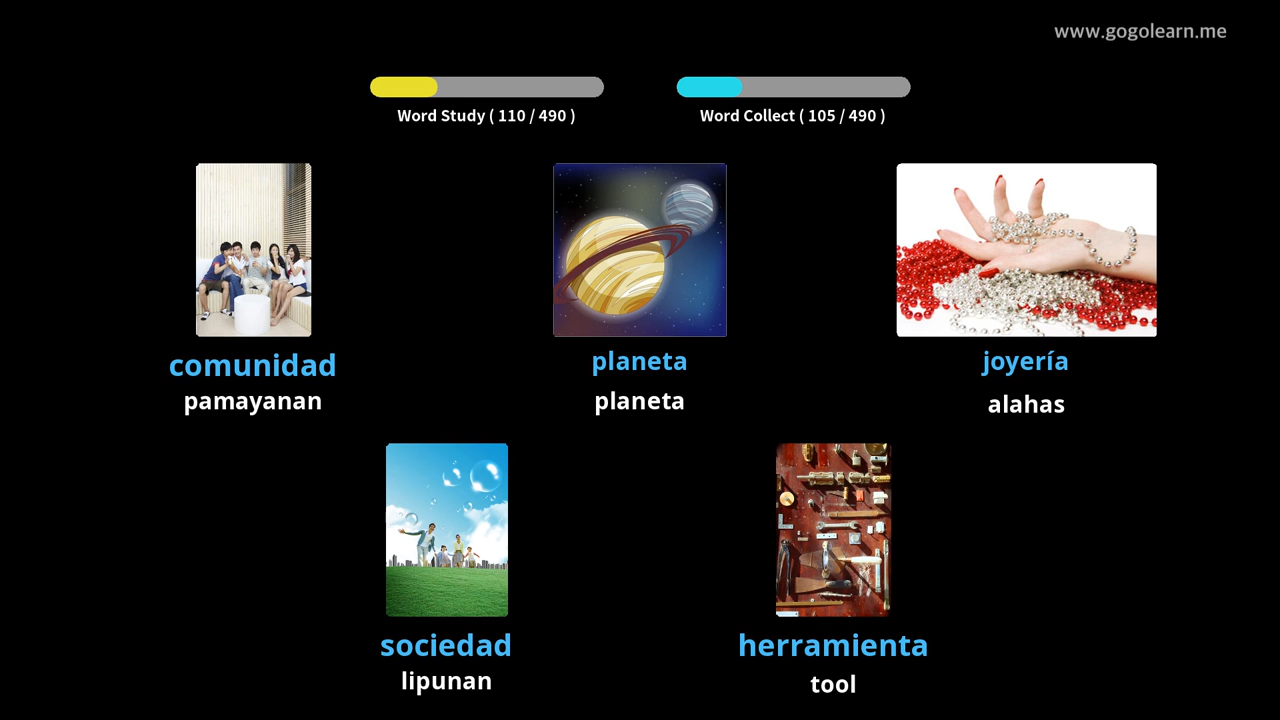 www.gogolearn.me
Word Study ( 110 / 490 )
Word Collect ( 105 / 490 )
comunidad
pamayanan
planeta
planeta
joyería
alahas
sociedad
lipunan
herramienta
tool